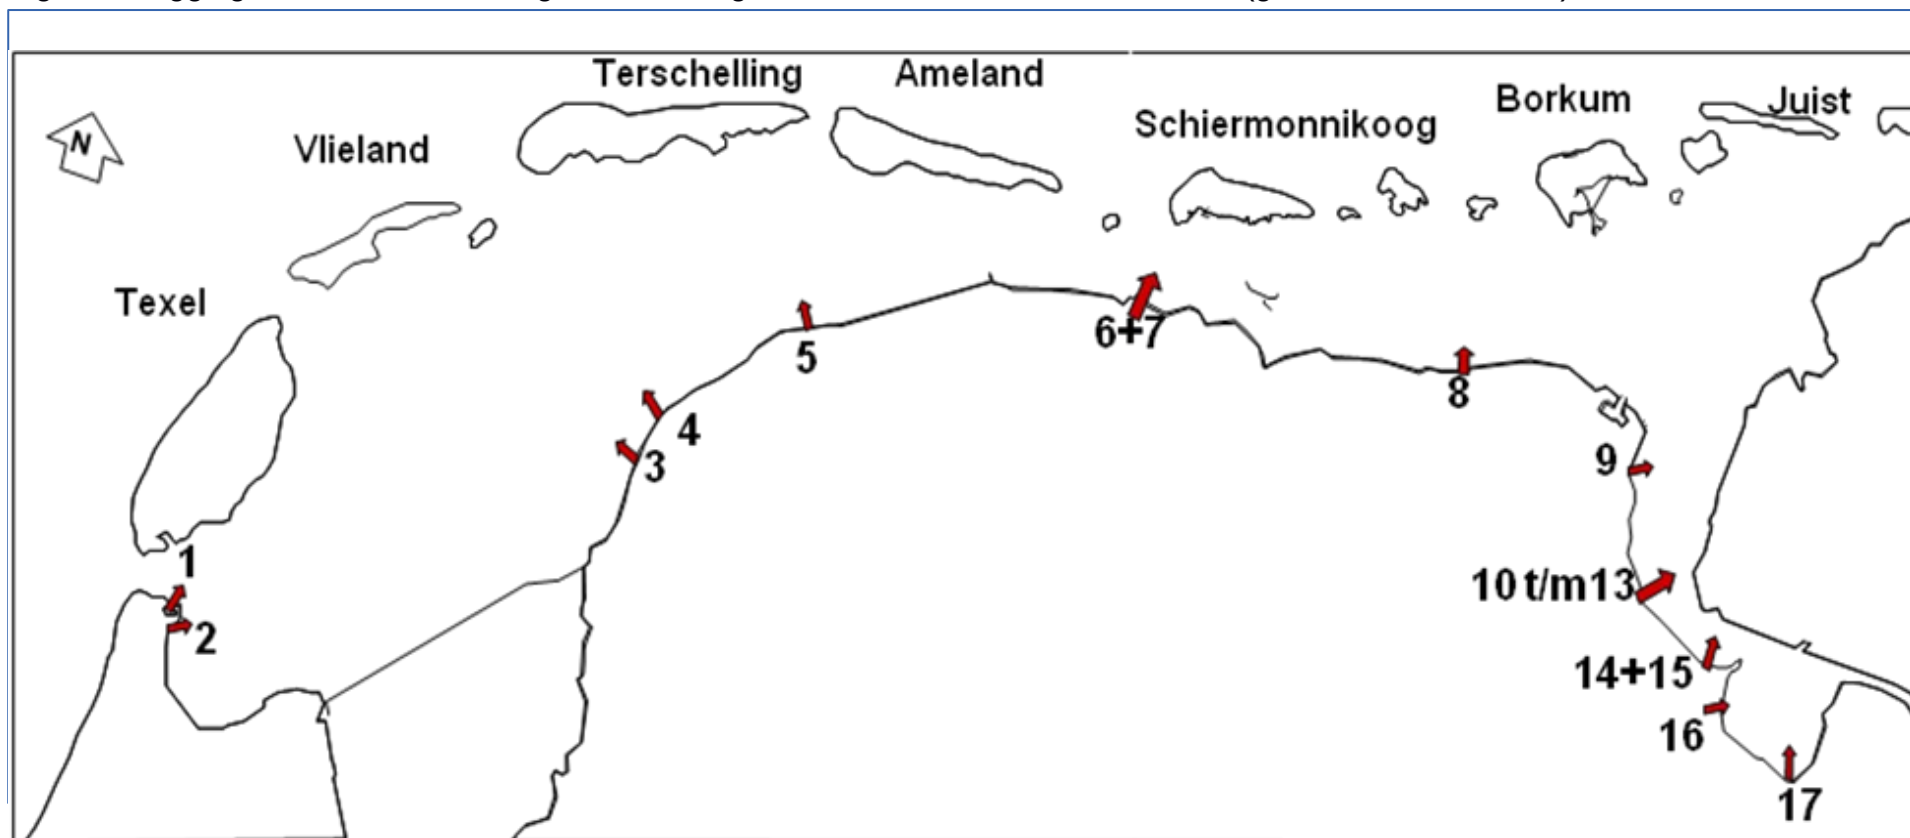 Terschelling
Ameland
Borkum
Juist
Schiermonnikoog
N
Vlieland
Texel
6+7
5
8
4
3
9
1
10 t/m 13
2
14+15
16
17